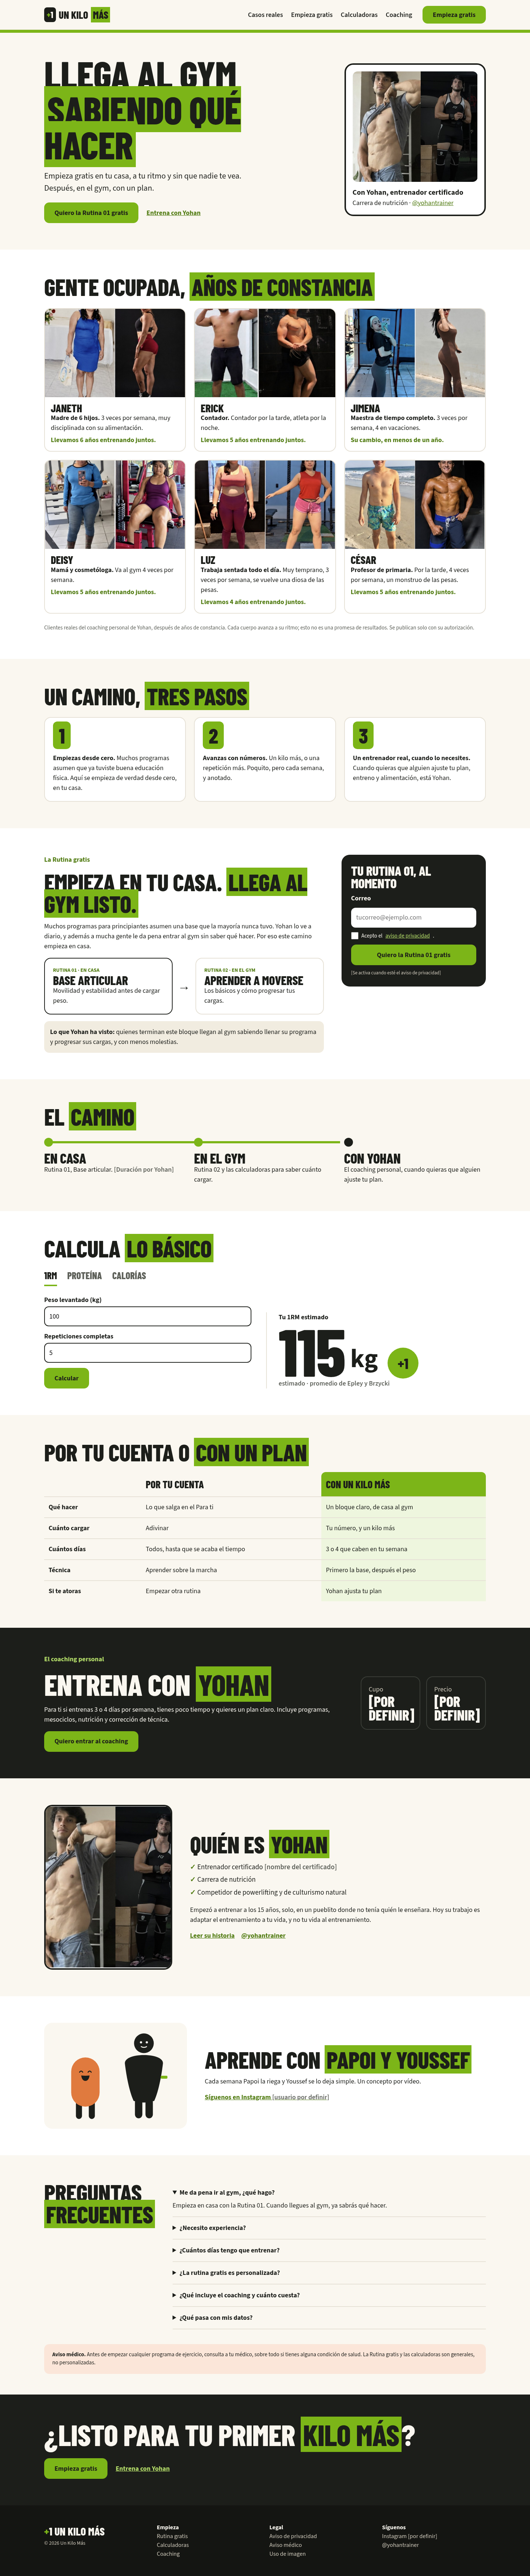 +1 UN KILO MÁS
Casos reales Empieza gratis Calculadoras Coaching Empieza gratis
LLEGA AL GYM
SABIENDO QUÉ
HACER
Empieza gratis en tu casa, a tu ritmo y sin que nadie te vea.
Después, en el gym, con un plan.
Quiero la Rutina 01 gratis Entrena con Yohan
Con Yohan, entrenador certificado
Carrera de nutrición · @yohantrainer
GENTE OCUPADA, AÑOS DE CONSTANCIA
JANETH
Madre de 6 hijos. 3 veces por semana, muy
disciplinada con su alimentación.
Llevamos 6 años entrenando juntos.
ERICK
Contador. Contador por la tarde, atleta por la
noche.
Llevamos 5 años entrenando juntos.
JIMENA
Maestra de tiempo completo. 3 veces por
semana, 4 en vacaciones.
Su cambio, en menos de un año.
DEISY
Mamá y cosmetóloga. Va al gym 4 veces por
semana.
Llevamos 5 años entrenando juntos.
LUZ
Trabaja sentada todo el día. Muy temprano, 3
veces por semana, se vuelve una diosa de las
pesas.
Llevamos 4 años entrenando juntos.
CÉSAR
Profesor de primaria. Por la tarde, 4 veces
por semana, un monstruo de las pesas.
Llevamos 5 años entrenando juntos.
Clientes reales del coaching personal de Yohan, después de años de constancia. Cada cuerpo avanza a su ritmo; esto no es una promesa de resultados. Se publican solo con su autorización.
UN CAMINO, TRES PASOS
1
Empiezas desde cero. Muchos programas
asumen que ya tuviste buena educación
física. Aquí se empieza de verdad desde cero,
en tu casa.
2
Avanzas con números. Un kilo más, o una
repetición más. Poquito, pero cada semana,
y anotado.
3
Un entrenador real, cuando lo necesites.
Cuando quieras que alguien ajuste tu plan,
entreno y alimentación, está Yohan.
La Rutina gratis
EMPIEZA EN TU CASA. LLEGA AL
GYM LISTO.
Muchos programas para principiantes asumen una base que la mayoría nunca tuvo. Yohan lo ve a
diario, y además a mucha gente le da pena entrar al gym sin saber qué hacer. Por eso este camino
empieza en casa.
RUTINA 01 · EN CASA
BASE ARTICULAR
Movilidad y estabilidad antes de cargar
peso.
→
RUTINA 02 · EN EL GYM
APRENDER A MOVERSE
Los básicos y cómo progresar tus
cargas.
Lo que Yohan ha visto: quienes terminan este bloque llegan al gym sabiendo llenar su programa
y progresar sus cargas, y con menos molestias.
TU RUTINA 01, AL
MOMENTO
Correo
tucorreo@ejemplo.com
Acepto el aviso de privacidad .
Quiero la Rutina 01 gratis
[Se activa cuando esté el aviso de privacidad]
EL CAMINO
EN CASA
Rutina 01, Base articular. [Duración por Yohan]
EN EL GYM
Rutina 02 y las calculadoras para saber cuánto
cargar.
CON YOHAN
El coaching personal, cuando quieras que alguien
ajuste tu plan.
CALCULA LO BÁSICO
1RM PROTEÍNA CALORÍAS
Peso levantado (kg)
100
Repeticiones completas
5
Calcular
Tu 1RM estimado
115 kg +1
estimado · promedio de Epley y Brzycki
POR TU CUENTA O CON UN PLAN
POR TU CUENTA CON UN KILO MÁS
Qué hacer Lo que salga en el Para ti Un bloque claro, de casa al gym
Cuánto cargar Adivinar Tu número, y un kilo más
Cuántos días Todos, hasta que se acaba el tiempo 3 o 4 que caben en tu semana
Técnica Aprender sobre la marcha Primero la base, después el peso
Si te atoras Empezar otra rutina Yohan ajusta tu plan
El coaching personal
ENTRENA CON YOHAN
Para ti si entrenas 3 o 4 días por semana, tienes poco tiempo y quieres un plan claro. Incluye programas,
mesociclos, nutrición y corrección de técnica.
Quiero entrar al coaching
Cupo
[POR
DEFINIR]
Precio
[POR
DEFINIR]
QUIÉN ES YOHAN
✓ Entrenador certificado [nombre del certificado]
✓ Carrera de nutrición
✓ Competidor de powerlifting y de culturismo natural
Empezó a entrenar a los 15 años, solo, en un pueblito donde no tenía quién le enseñara. Hoy su trabajo es
adaptar el entrenamiento a tu vida, y no tu vida al entrenamiento.
Leer su historia @yohantrainer
APRENDE CON PAPOI Y YOUSSEF
Cada semana Papoi la riega y Youssef se lo deja simple. Un concepto por video.
Síguenos en Instagram [usuario por definir]
PREGUNTAS
FRECUENTES
▼ Me da pena ir al gym, ¿qué hago?
Empieza en casa con la Rutina 01. Cuando llegues al gym, ya sabrás qué hacer.
▶ ¿Necesito experiencia?
▶ ¿Cuántos días tengo que entrenar?
▶ ¿La rutina gratis es personalizada?
▶ ¿Qué incluye el coaching y cuánto cuesta?
▶ ¿Qué pasa con mis datos?
Aviso médico. Antes de empezar cualquier programa de ejercicio, consulta a tu médico, sobre todo si tienes alguna condición de salud. La Rutina gratis y las calculadoras son generales,
no personalizadas.
¿LISTO PARA TU PRIMER KILO MÁS?
Empieza gratis Entrena con Yohan
+1 UN KILO MÁS
© 2026 Un Kilo Más
Empieza
Rutina gratis
Calculadoras
Coaching
Legal
Aviso de privacidad
Aviso médico
Uso de imagen
Síguenos
Instagram [por definir]
@yohantrainer